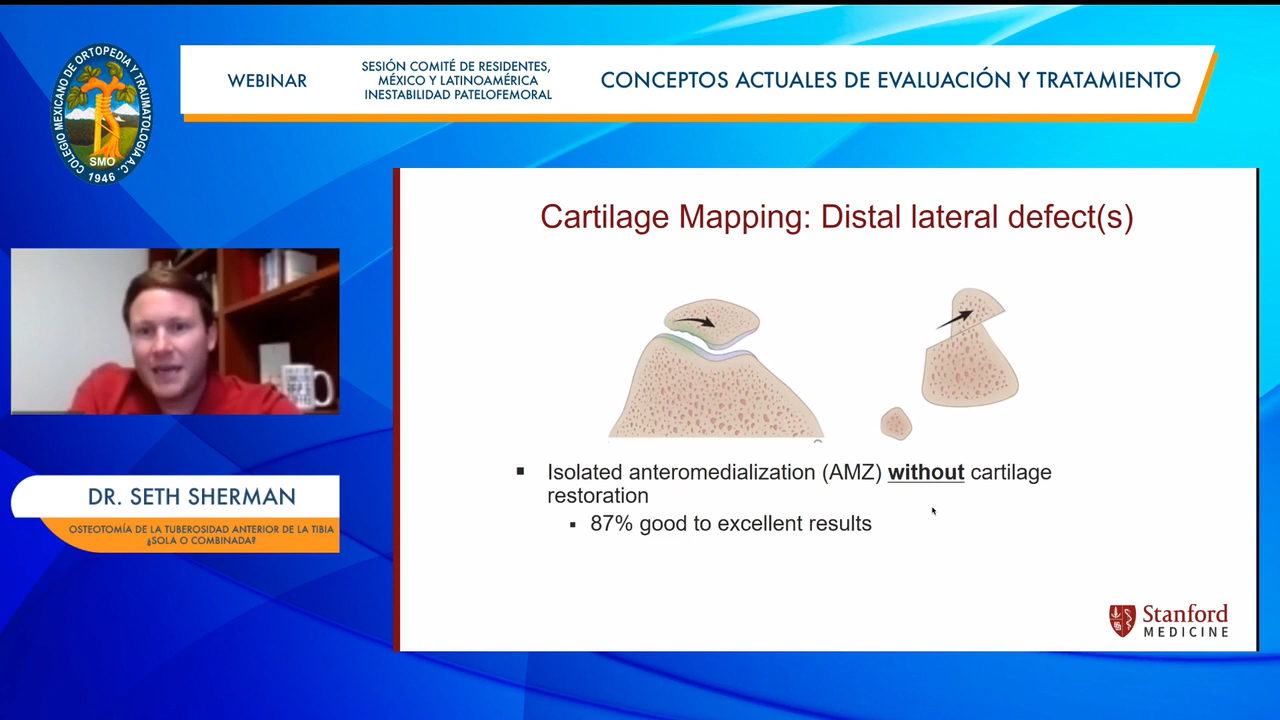 COLEGIO MEXICANO DE ORTOPEDIA Y TRAUMATOLOGIA A.C.
SMO
1946
WEBINAR
SESIÓN COMITÉ DE RESIDENTES,
MÉXICO Y LATINOAMÉRICA
INESTABILIDAD PATELOFEMORAL
CONCEPTOS ACTUALES DE EVALUACIÓN Y TRATAMIENTO
Cartilage Mapping: Distal lateral defect(s)
▪ Isolated anteromedialization (AMZ) without cartilage
restoration
▪ 87% good to excellent results
DR. SETH SHERMAN
OSTEOTOMÍA DE LA TUBEROSIDAD ANTERIOR DE LA TIBIA
¿SOLA O COMBINADA?
Stanford
MEDICINE